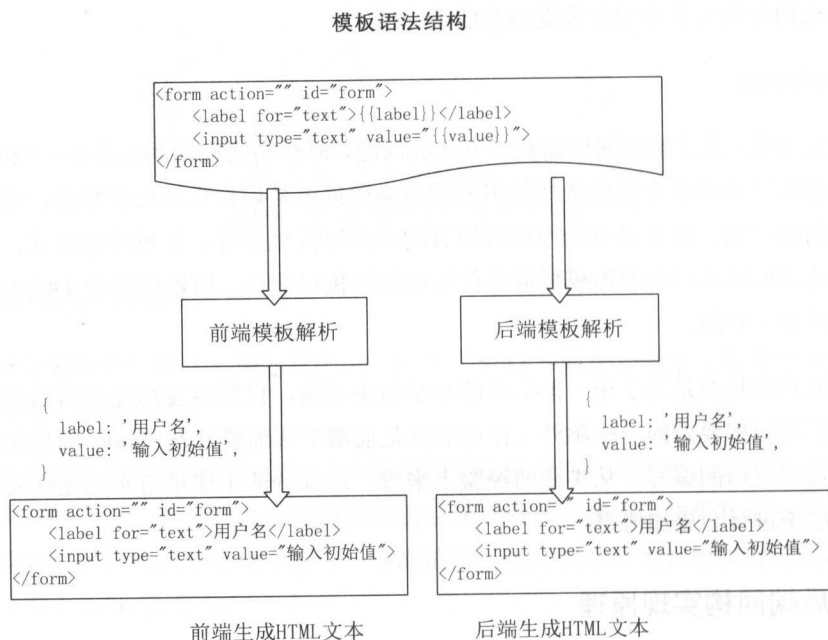 模板语法结构
<form action="" id="form">
<label for="text">{{label}}</label>
<input type="text" value="{{value}}">
</form>
前端模板解析
后端模板解析
{
label: '用户名',
value: '输入初始值',
}
{
label: '用户名',
value: '输入初始值',
}
<form action="" id="form">
<label for="text">用户名</label>
<input type="text" value="输入初始值">
</form>
<form action="" id="form">
<label for="text">用户名</label>
<input type="text" value="输入初始值">
</form>
前端生成HTML文本
后端生成HTML文本